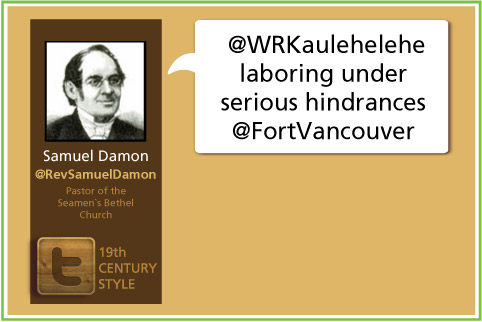 @WRKaulehelehe
laboring under
serious hindrances
@FortVancouver
Samuel Damon
@RevSamuelDamon
Pastor of the
Seamen`s Bethel
Church
t
19th
CENTURY
STYLE